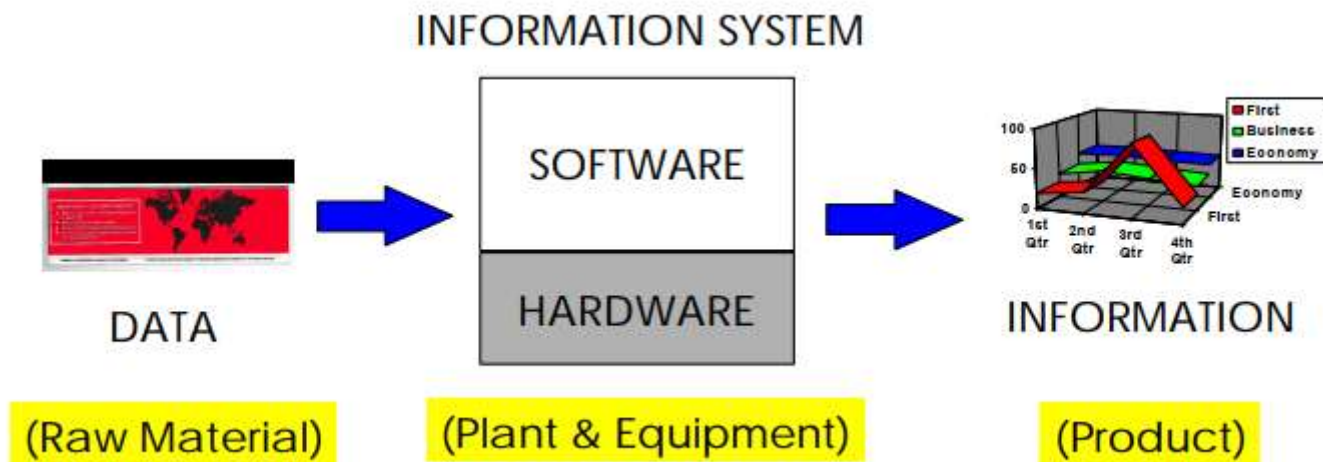 INFORMATION SYSTEM
SOFTWARE
HARDWARE
DATA
INFORMATION
First
Business
Economy
100
50
0
1st
Qtr
2nd
Qtr
3rd
Qtr
4th
Qtr
First
Economy
(Raw Material)
(Plant & Equipment)
(Product)